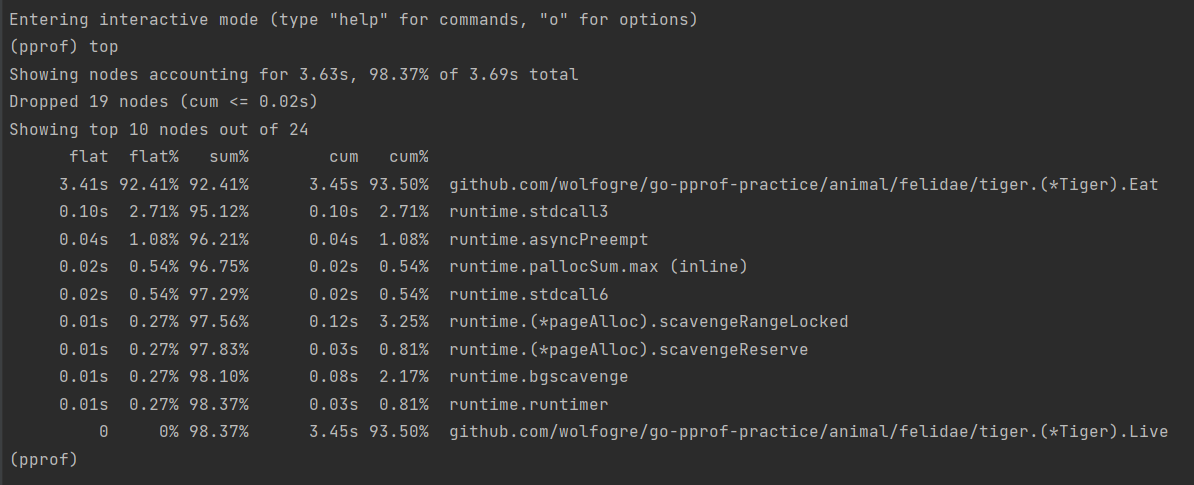 Entering interactive mode (type "help" for commands, "o" for options)
(pprof) top
Showing nodes accounting for 3.63s, 98.37% of 3.69s total
Dropped 19 nodes (cum <= 0.02s)
Showing top 10 nodes out of 24
      flat  flat%   sum%        cum   cum%
     3.41s 92.41% 92.41%      3.45s 93.50%  github.com/wolfogre/go-pprof-practice/animal/felidae/tiger.(*Tiger).Eat
     0.10s  2.71% 95.12%      0.10s  2.71%  runtime.stdcall3
     0.04s  1.08% 96.21%      0.04s  1.08%  runtime.asyncPreempt
     0.02s  0.54% 96.75%      0.02s  0.54%  runtime.pallocSum.max (inline)
     0.02s  0.54% 97.29%      0.02s  0.54%  runtime.stdcall6
     0.01s  0.27% 97.56%      0.12s  3.25%  runtime.(*pageAlloc).scavengeRangeLocked
     0.01s  0.27% 97.83%      0.03s  0.81%  runtime.(*pageAlloc).scavengeReserve
     0.01s  0.27% 98.10%      0.08s  2.17%  runtime.bgscavenge
     0.01s  0.27% 98.37%      0.03s  0.81%  runtime.runtimer
         0     0% 98.37%      3.45s 93.50%  github.com/wolfogre/go-pprof-practice/animal/felidae/tiger.(*Tiger).Live
(pprof)